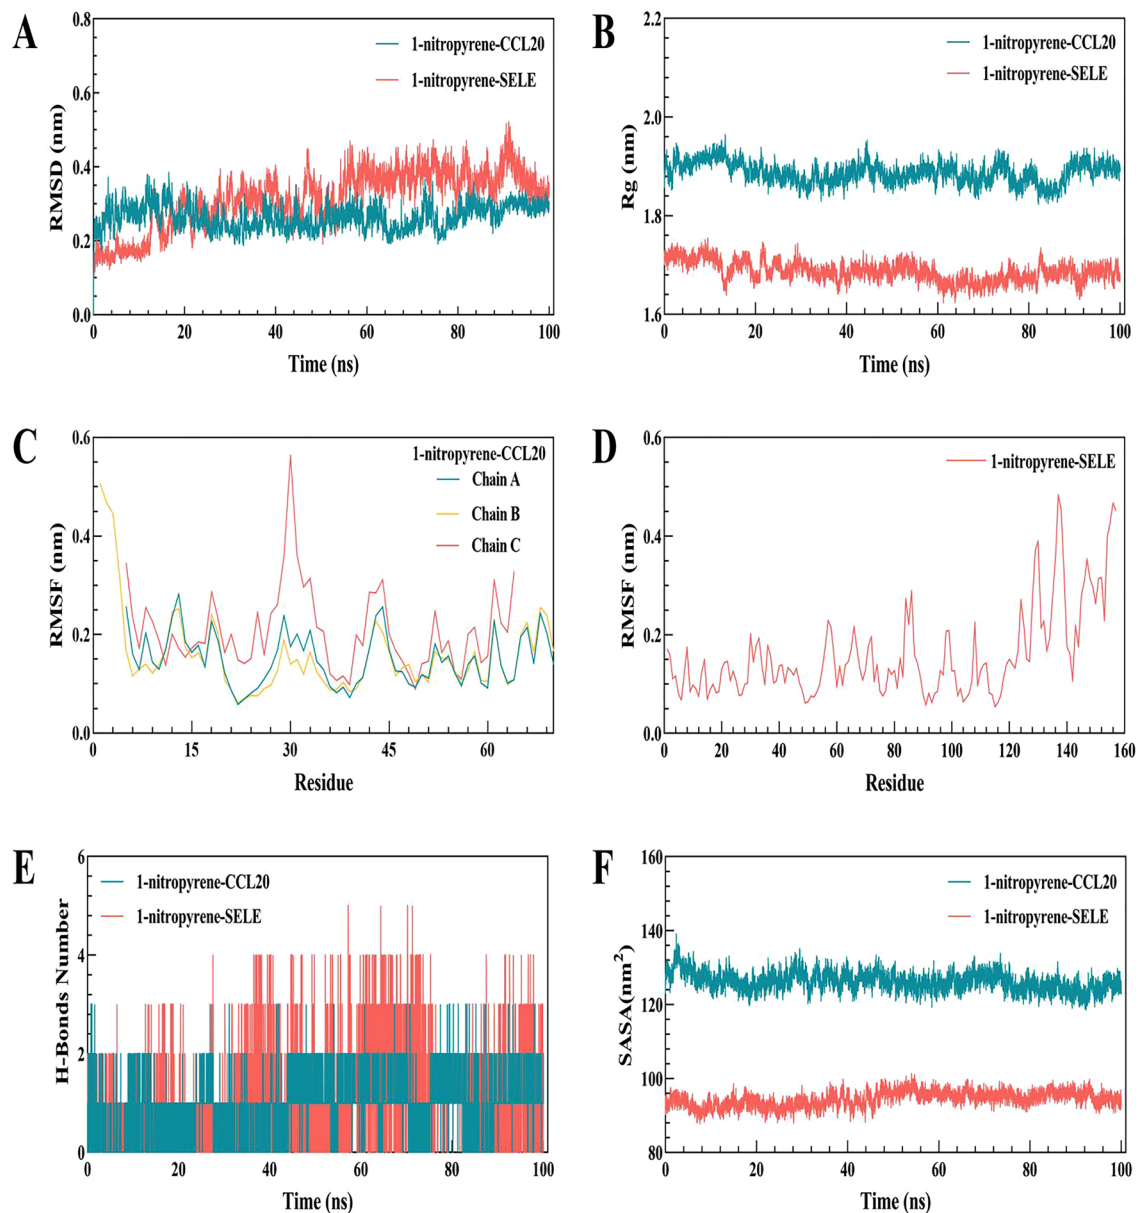 A
0.8
0.6
0.4
0.2
0.0
RMSD (nm)
1-nitropyrene-CCL20
1-nitropyrene-SELE
0 20 40 60 80 100
Time (ns)
B
2.2
2.0
1.8
1.6
Rg (nm)
1-nitropyrene-CCL20
1-nitropyrene-SELE
0 20 40 60 80 100
Time (ns)
C
0.6
0.4
0.2
0.0
RMSF (nm)
1-nitropyrene-CCL20
Chain A
Chain B
Chain C
0 15 30 45 60
Residue
D
0.6
0.4
0.2
0.0
RMSF (nm)
1-nitropyrene-SELE
0 20 40 60 80 100 120 140 160
Residue
E
6
4
2
0
H-Bonds Number
1-nitropyrene-CCL20
1-nitropyrene-SELE
0 20 40 60 80 100
Time (ns)
F
160
140
120
100
80
SASA(nm²)
1-nitropyrene-CCL20
1-nitropyrene-SELE
0 20 40 60 80 100
Time (ns)